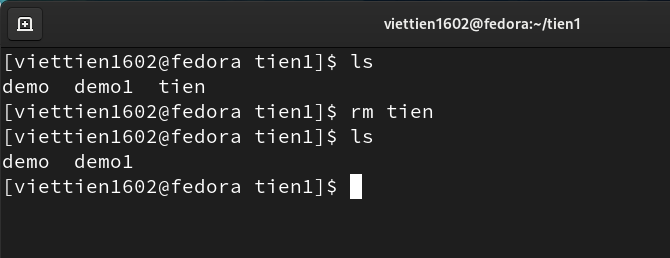 viettien1602@fedora:~/tien1
[viettien1602@fedora tien1]$ ls
demo  demo1  tien
[viettien1602@fedora tien1]$ rm tien
[viettien1602@fedora tien1]$ ls
demo  demo1
[viettien1602@fedora tien1]$